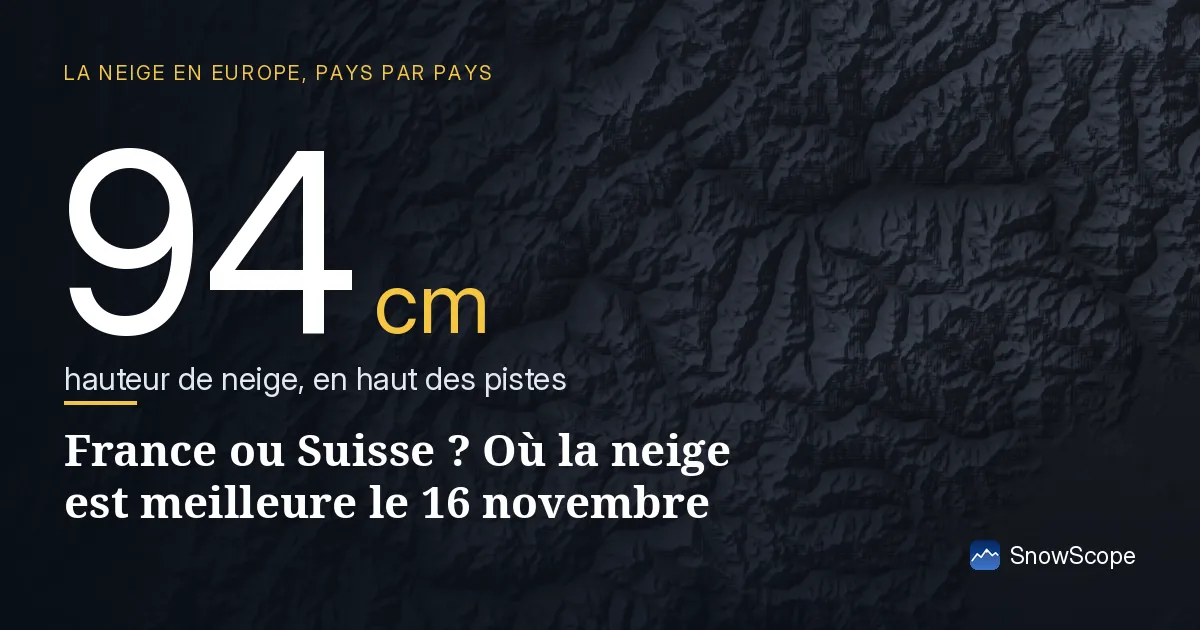 LA NEIGE EN EUROPE, PAYS PAR PAYS
94 cm
hauteur de neige, en haut des pistes
France ou Suisse ? Où la neige
est meilleure le 16 novembre
SnowScope